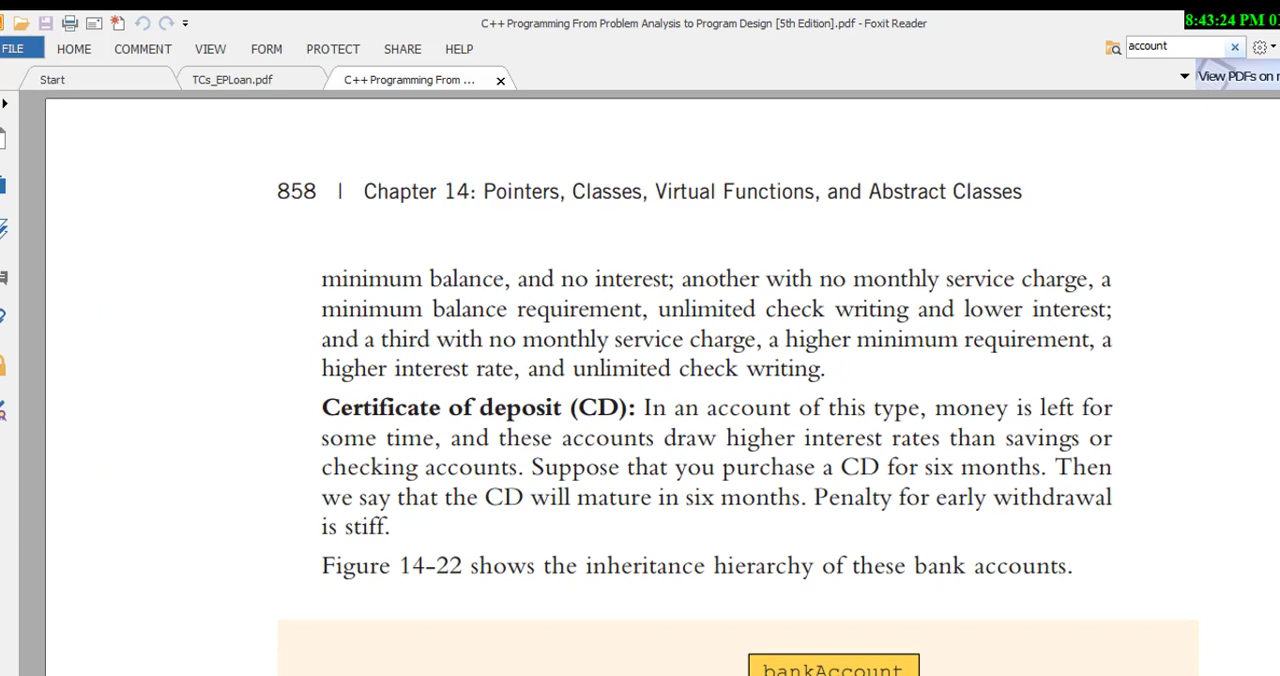 C++ Programming From Problem Analysis to Program Design [5th Edition].pdf - Foxit Reader
8:43:24 PM
FILE HOME COMMENT VIEW FORM PROTECT SHARE HELP
account
Start TCs_EPLoan.pdf C++ Programming From ...
View PDFs on
858 | Chapter 14: Pointers, Classes, Virtual Functions, and Abstract Classes
minimum balance, and no interest; another with no monthly service charge, a
minimum balance requirement, unlimited check writing and lower interest;
and a third with no monthly service charge, a higher minimum requirement, a
higher interest rate, and unlimited check writing.
Certificate of deposit (CD): In an account of this type, money is left for
some time, and these accounts draw higher interest rates than savings or
checking accounts. Suppose that you purchase a CD for six months. Then
we say that the CD will mature in six months. Penalty for early withdrawal
is stiff.
Figure 14-22 shows the inheritance hierarchy of these bank accounts.
bankAccount